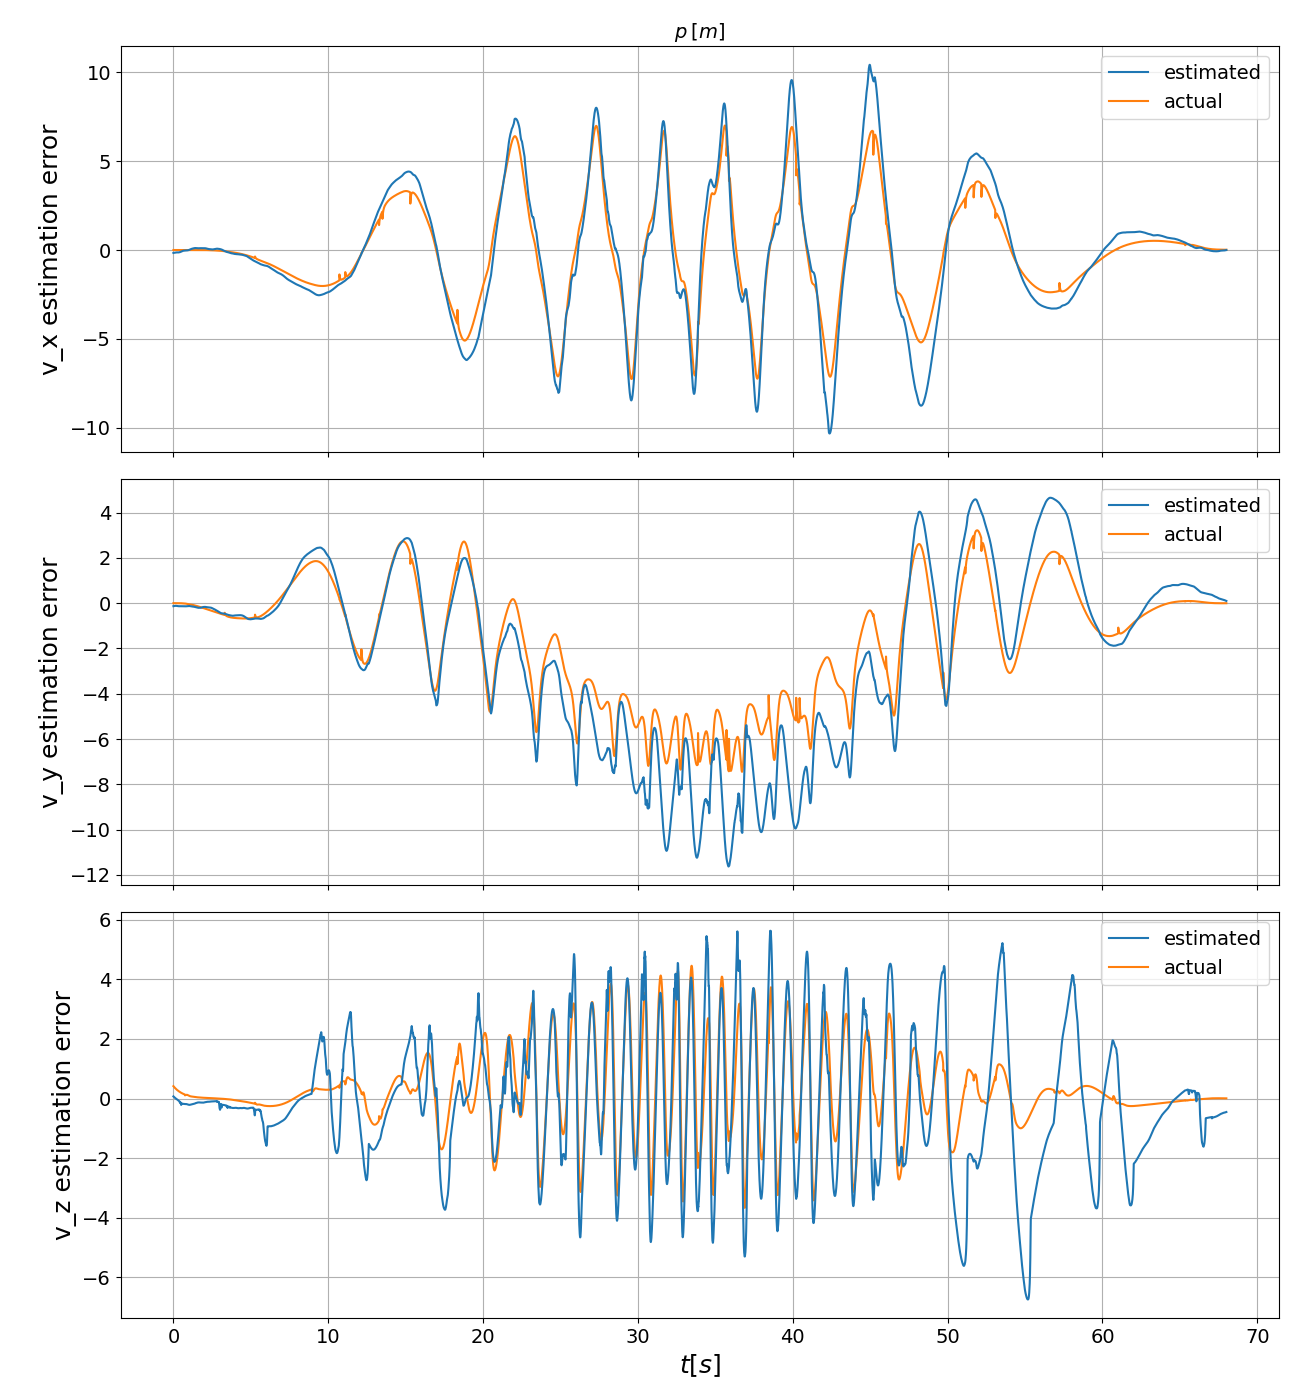 p [m]
v_x estimation error
10
5
0
−5
−10
estimated
actual
v_y estimation error
4
2
0
−2
−4
−6
−8
−10
−12
estimated
actual
v_z estimation error
6
4
2
0
−2
−4
−6
estimated
actual
0 10 20 30 40 50 60 70
t[s]